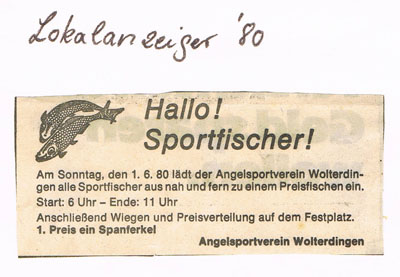 Lokalanzeiger '80
Hallo!
Sportfischer!
Am Sonntag, den 1. 6. 80 lädt der Angelsportverein Wolterdin-
gen alle Sportfischer aus nah und fern zu einem Preisfischen ein.
Start: 6 Uhr – Ende: 11 Uhr
Anschließend Wiegen und Preisverteilung auf dem Festplatz.
1. Preis ein Spanferkel
Angelsportverein Wolterdingen